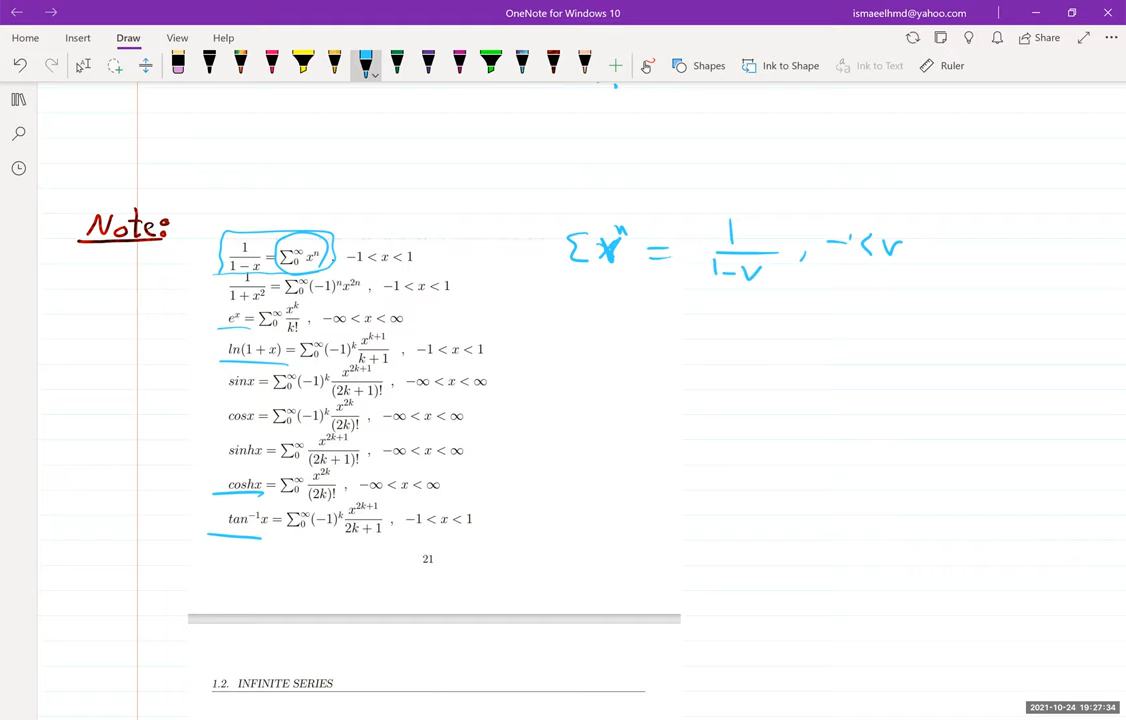 OneNote for Windows 10
ismaeelhmd@yahoo.com
Home Insert Draw View Help
Share
Shapes Ink to Shape Ink to Text Ruler
Note:
1/(1 − x) = ∑₀^∞ xⁿ , −1 < x < 1
∑ rⁿ = 1/(1-r) , -1 < r
1/(1 + x²) = ∑₀^∞ (−1)ⁿx²ⁿ , −1 < x < 1
eˣ = ∑₀^∞ xᵏ/k! , −∞ < x < ∞
ln(1 + x) = ∑₀^∞ (−1)ᵏ xᵏ⁺¹/(k + 1) , −1 < x < 1
sinx = ∑₀^∞ (−1)ᵏ x²ᵏ⁺¹/(2k + 1)! , −∞ < x < ∞
cosx = ∑₀^∞ (−1)ᵏ x²ᵏ/(2k)! , −∞ < x < ∞
sinhx = ∑₀^∞ x²ᵏ⁺¹/(2k + 1)! , −∞ < x < ∞
coshx = ∑₀^∞ x²ᵏ/(2k)! , −∞ < x < ∞
tan⁻¹x = ∑₀^∞ (−1)ᵏ x²ᵏ⁺¹/(2k + 1) , −1 < x < 1
21
1.2. INFINITE SERIES
2021-10-24 19:27:34